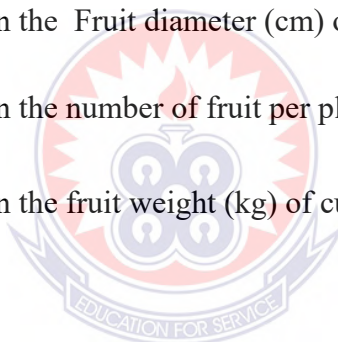 n the Fruit diameter (cm) o
n the number of fruit per pl
n the fruit weight (kg) of cu
EDUCATION FOR SERVICE